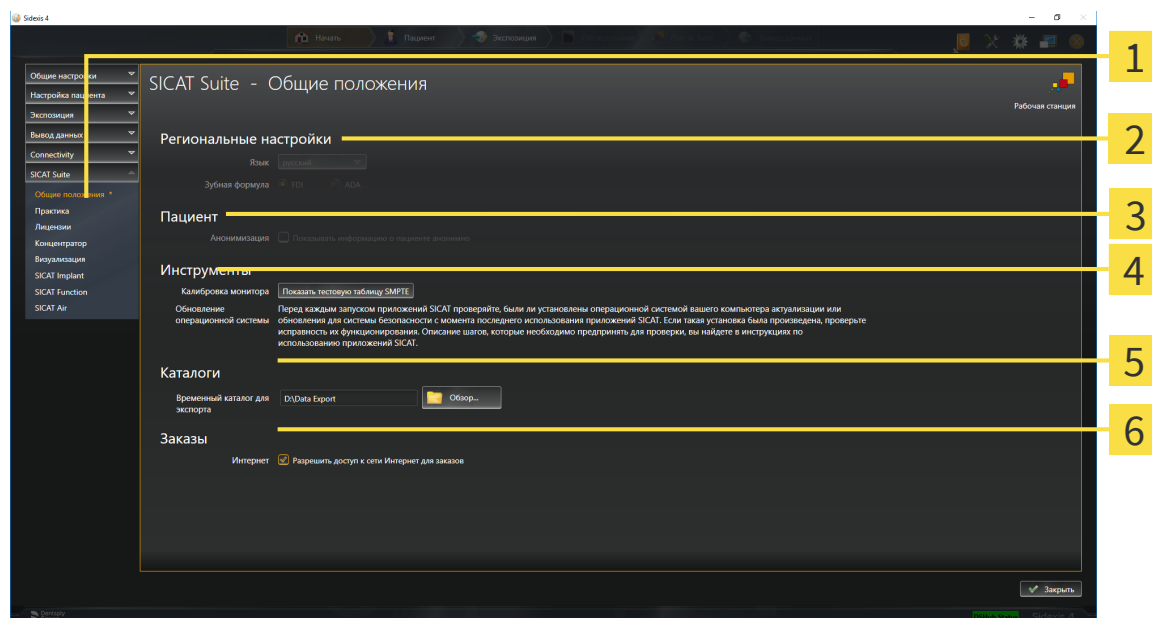 Sidexis 4
Начать
Пациент
Экспозиция
1
Общие настройки
Настройка пациента
Экспозиция
Вывод данных
Connectivity
SICAT Suite
Общие положения *
Практика
Лицензии
Концентратор
Визуализация
SICAT Implant
SICAT Function
SICAT Air
SICAT Suite - Общие положения
Рабочая станция
Региональные настройки
2
Язык русский
Зубная формула FDI ADA
Пациент
3
Анонимизация Показывать информацию о пациенте анонимно
Инструменты
4
Калибровка монитора Показать тестовую таблицу SMPTE
Обновление операционной системы
Перед каждым запуском приложений SICAT проверяйте, были ли установлены операционной системой вашего компьютера актуализации или
обновления для системы безопасности с момента последнего использования приложений SICAT. Если такая установка была произведена, проверьте
исправность их функционирования. Описание шагов, которые необходимо предпринять для проверки, вы найдете в инструкциях по
использованию приложений SICAT.
5
Каталоги
Временный каталог для экспорта
D:\Data Export
Обзор...
6
Заказы
Интернет Разрешить доступ к сети Интернет для заказов
Закрыть
Dentsply
Sidexis 4